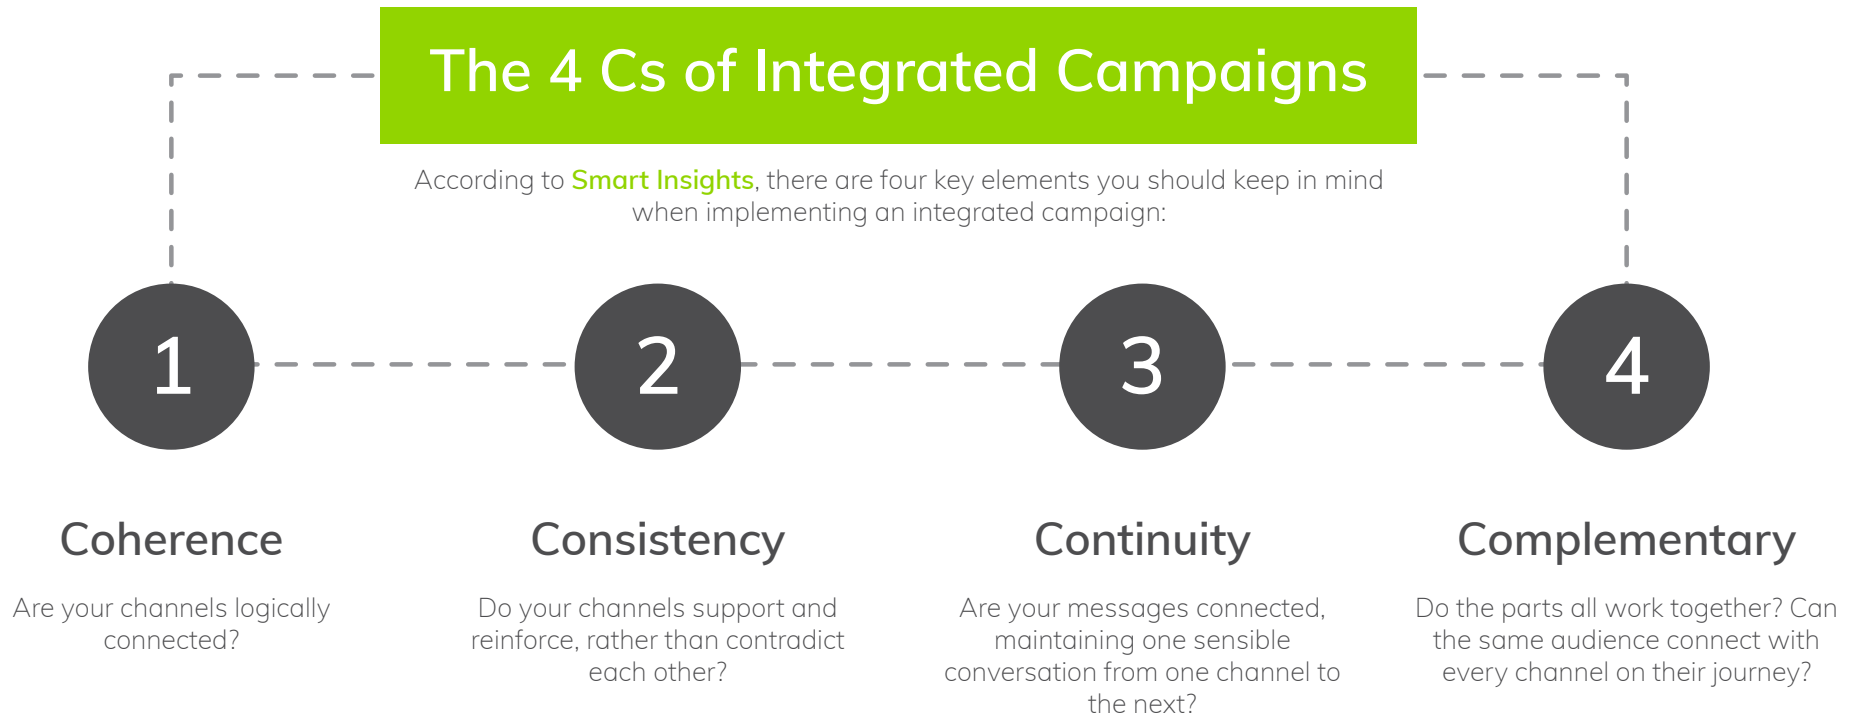 The 4 Cs of Integrated Campaigns
According to Smart Insights, there are four key elements you should keep in mind
when implementing an integrated campaign:
1
2
3
4
Coherence
Are your channels logically
connected?
Consistency
Do your channels support and
reinforce, rather than contradict
each other?
Continuity
Are your messages connected,
maintaining one sensible
conversation from one channel to
the next?
Complementary
Do the parts all work together? Can
the same audience connect with
every channel on their journey?